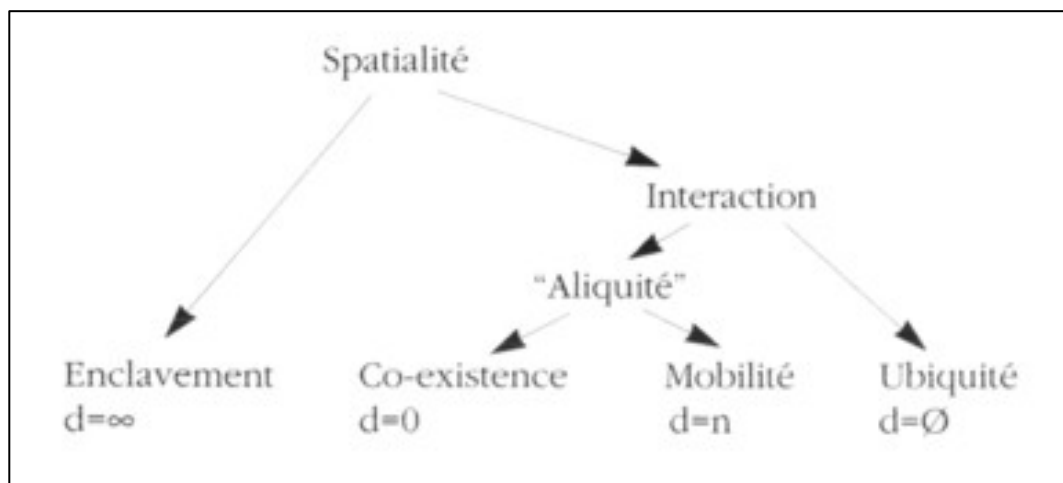 Spatialité
Interaction
“Aliquité”
Enclavement Co-existence Mobilité Ubiquité
d=∞ d=0 d=n d=Ø